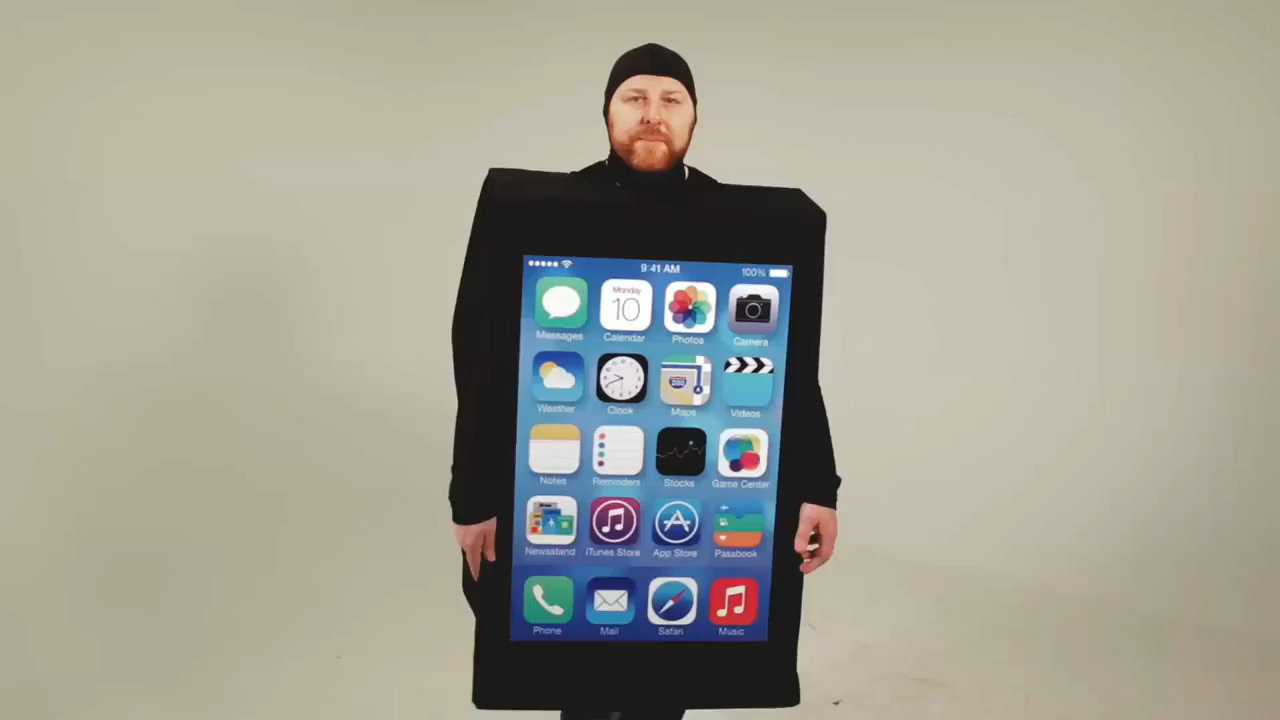 9:41 AM 100%
Monday
10
Messages Calendar Photos Camera
280
Weather Clock Maps Videos
Notes Reminders Stocks Game Center
Newsstand iTunes Store App Store Passbook
Phone Mail Safari Music